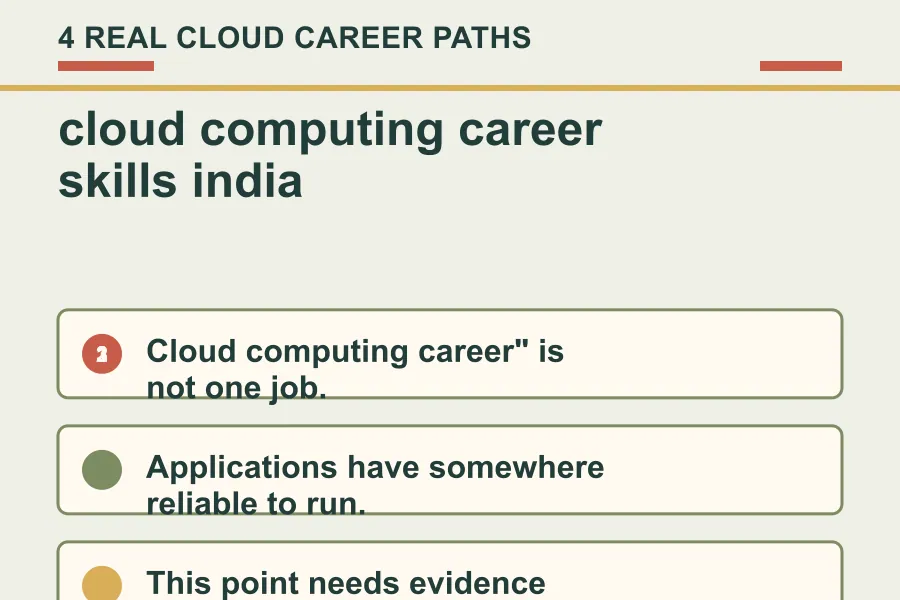 4 REAL CLOUD CAREER PATHS
cloud computing career
skills india
Cloud computing career" is
not one job.
Applications have somewhere
reliable to run.
This point needs evidence